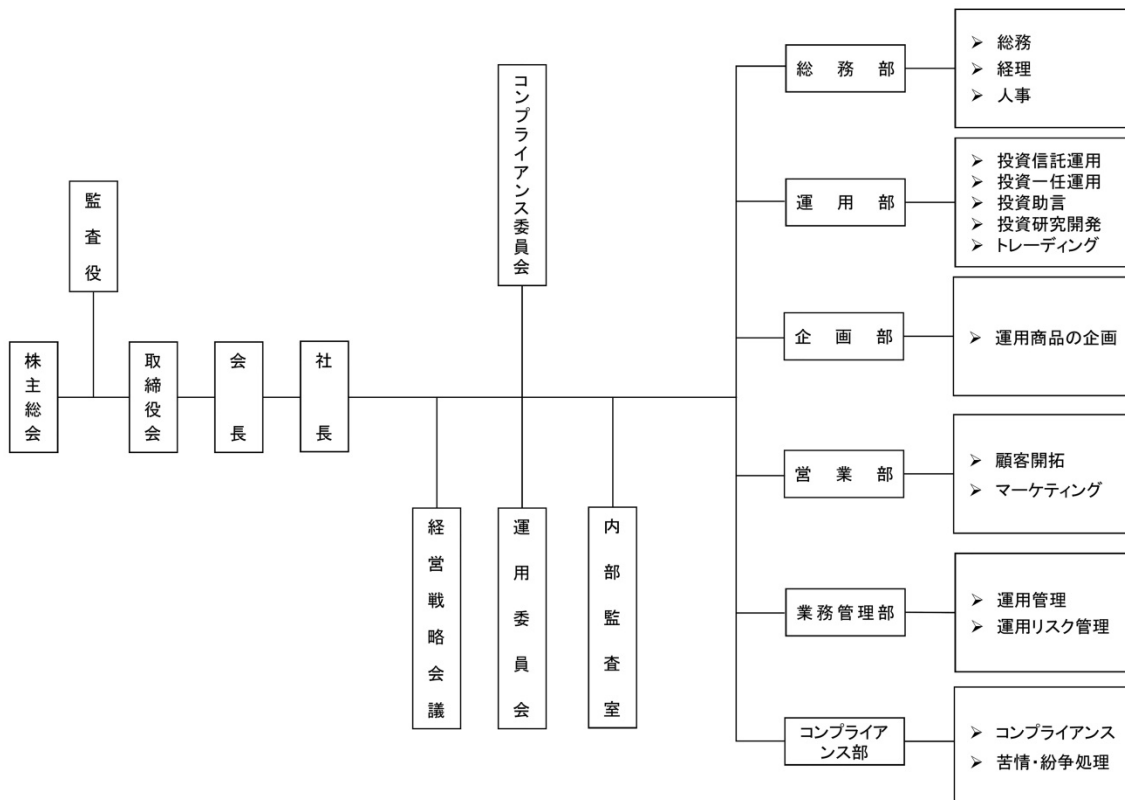 株主総会
監査役
取締役会
会長
社長
コンプライアンス委員会
経営戦略会議
運用委員会
内部監査室
総務部
➢ 総務
➢ 経理
➢ 人事
運用部
➢ 投資信託運用
➢ 投資一任運用
➢ 投資助言
➢ 投資研究開発
➢ トレーディング
企画部
➢ 運用商品の企画
営業部
➢ 顧客開拓
➢ マーケティング
業務管理部
➢ 運用管理
➢ 運用リスク管理
コンプライア
ンス部
➢ コンプライアンス
➢ 苦情・紛争処理